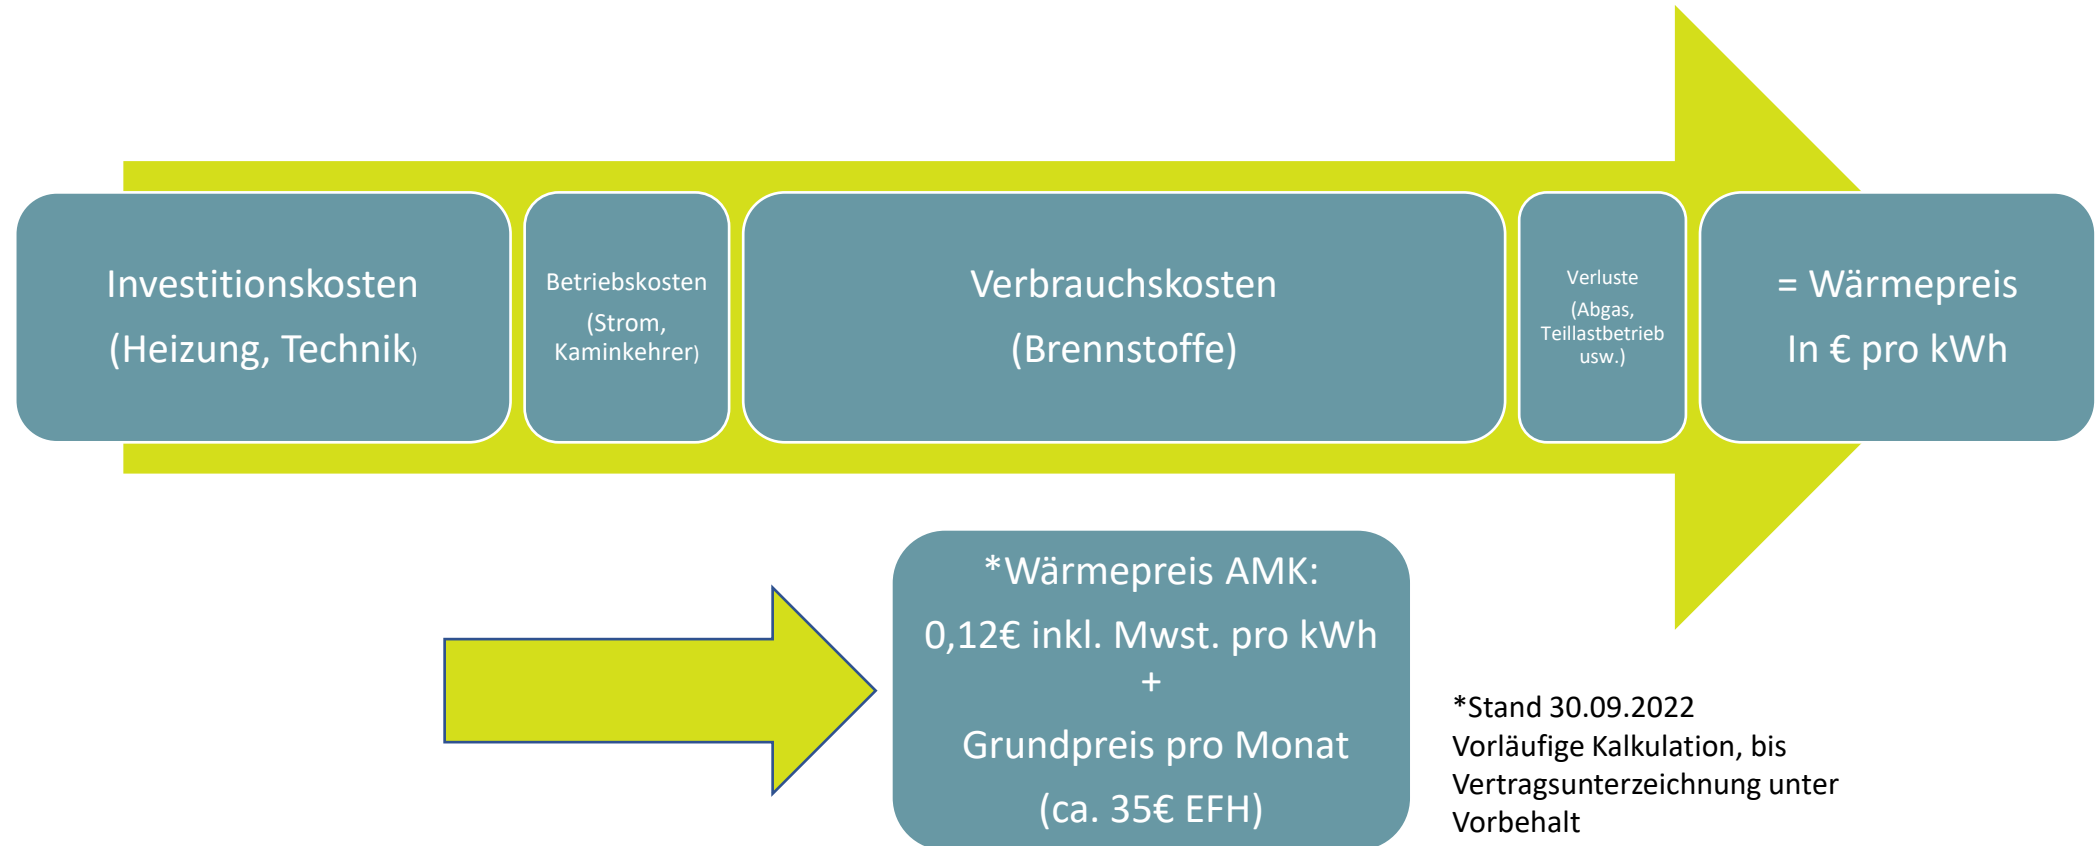 Investitionskosten
(Heizung, Technik)
Betriebskosten
(Strom,
Kaminkehrer)
Verbrauchskosten
(Brennstoffe)
Verluste
(Abgas,
Teillastbetrieb
usw.)
= Wärmepreis
In € pro kWh
*Wärmepreis AMK:
0,12€ inkl. Mwst. pro kWh
+
Grundpreis pro Monat
(ca. 35€ EFH)
*Stand 30.09.2022
Vorläufige Kalkulation, bis
Vertragsunterzeichnung unter
Vorbehalt